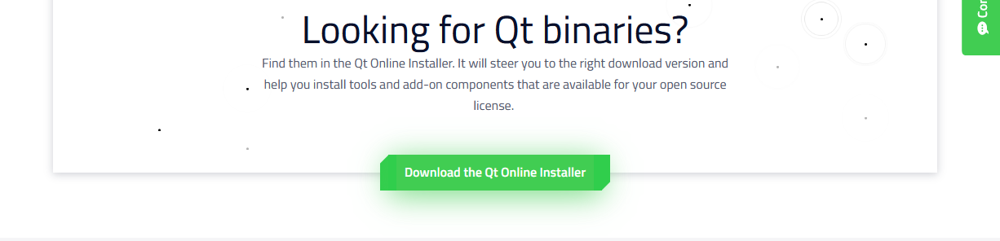 Looking for Qt binaries?
Find them in the Qt Online Installer. It will steer you to the right download version and
help you install tools and add-on components that are available for your open source
license.
Download the Qt Online Installer